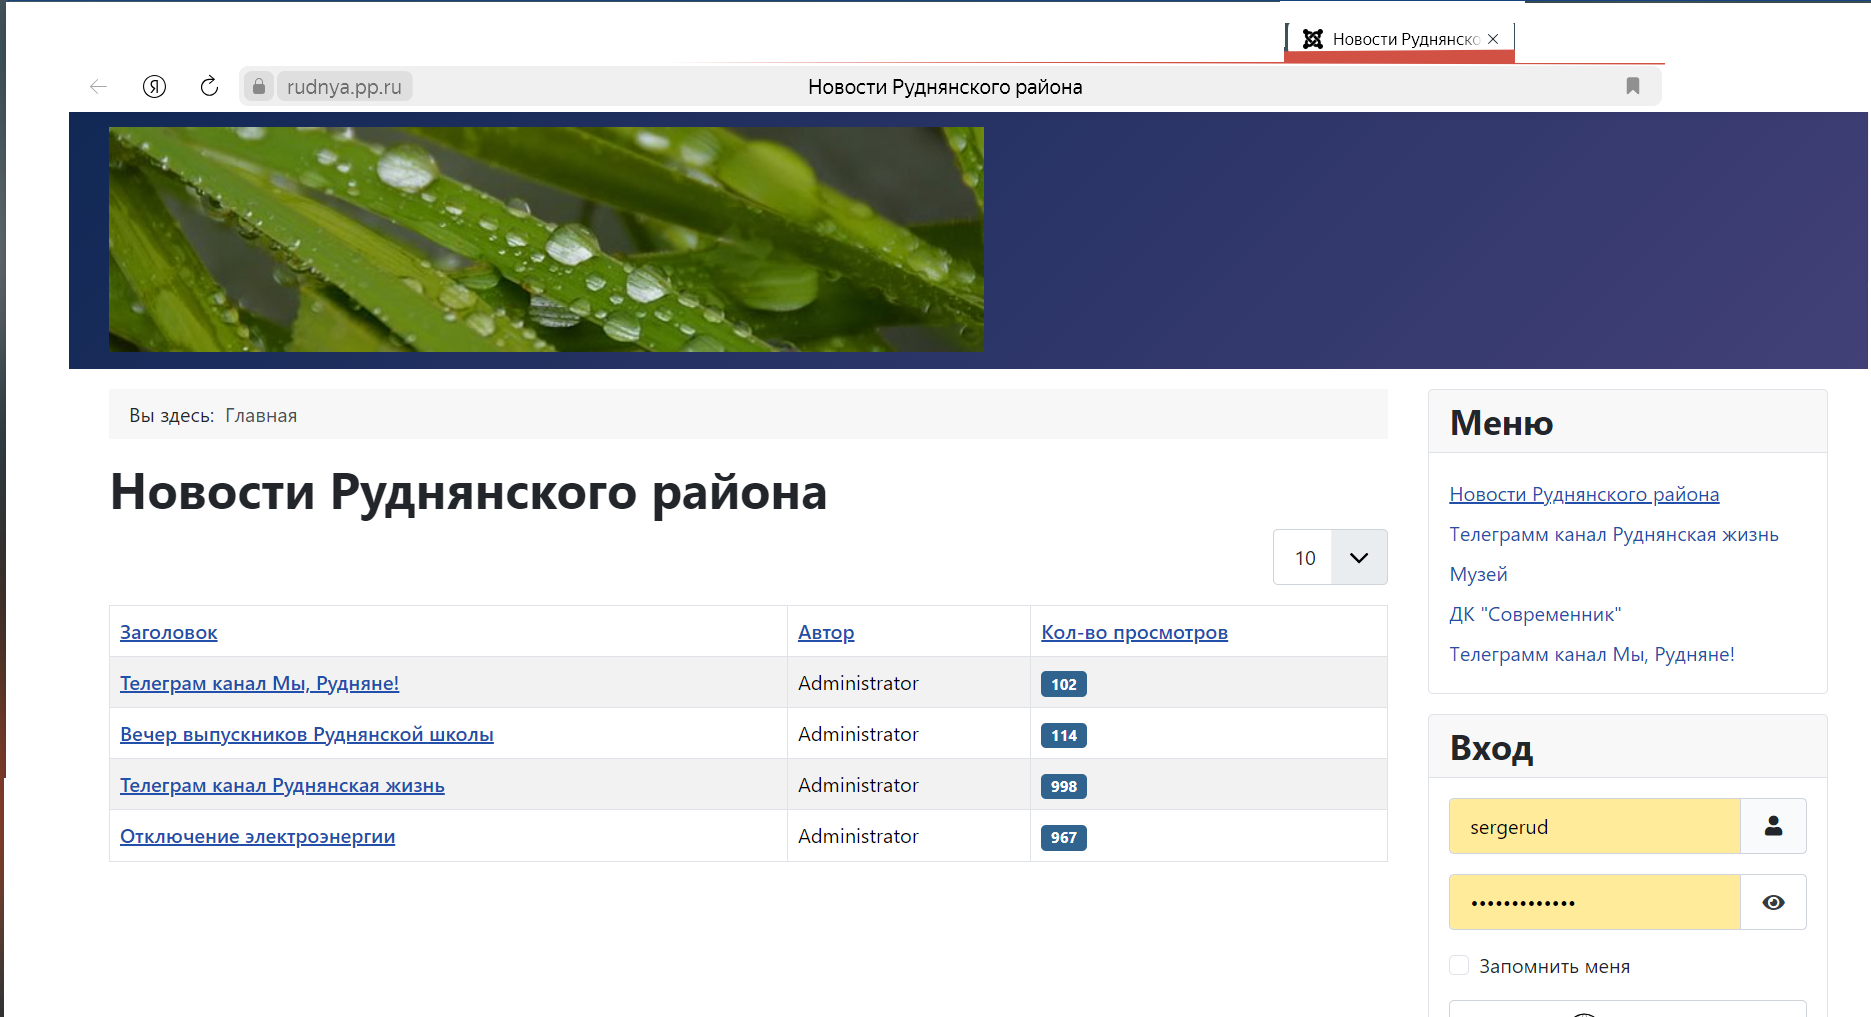 Новости Руднянско
rudnya.pp.ru
Новости Руднянского района
Вы здесь: Главная
Новости Руднянского района
10
Заголовок Автор Кол-во просмотров
Телеграм канал Мы, Рудняне! Administrator 102
Вечер выпускников Руднянской школы Administrator 114
Телеграм канал Руднянская жизнь Administrator 998
Отключение электроэнергии Administrator 967
Меню
Новости Руднянского района
Телеграмм канал Руднянская жизнь
Музей
ДК "Современник"
Телеграмм канал Мы, Рудняне!
Вход
sergerud
•••••••••••••
Запомнить меня